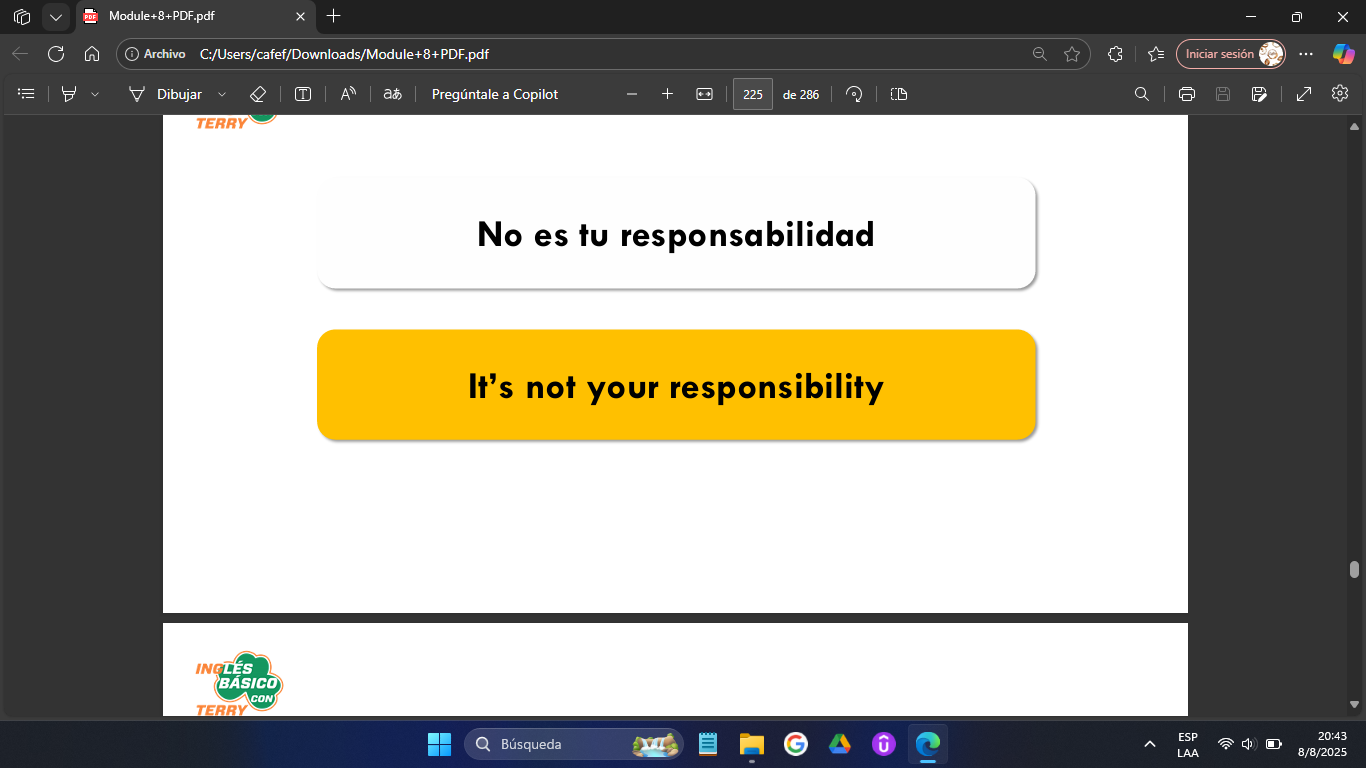 Module+8+PDF.pdf
Archivo C:/Users/cafef/Downloads/Module+8+PDF.pdf Iniciar sesión
Dibujar Pregúntale a Copilot 225 de 286
TERRY
No es tu responsabilidad
It's not your responsibility
INGLÉS
BÁSICO
CON
TERRY
Búsqueda
ESP
LAA
20:43
8/8/2025